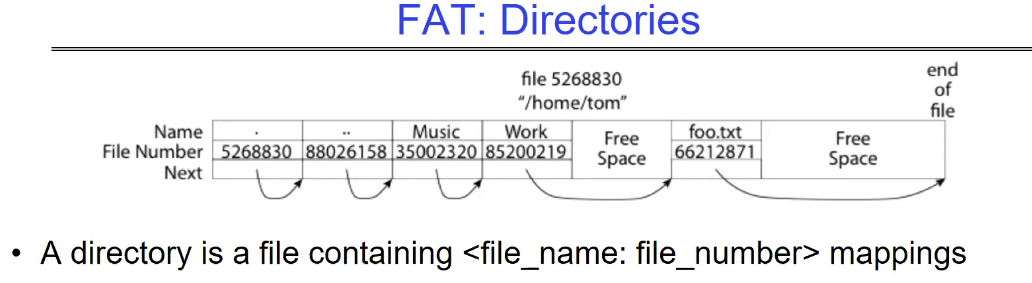 FAT: Directories
file 5268830
"/home/tom"
end
of
file
Name . .. Music Work Free Space foo.txt Free Space
File Number 5268830 88026158 35002320 85200219 66212871
Next
• A directory is a file containing <file_name: file_number> mappings